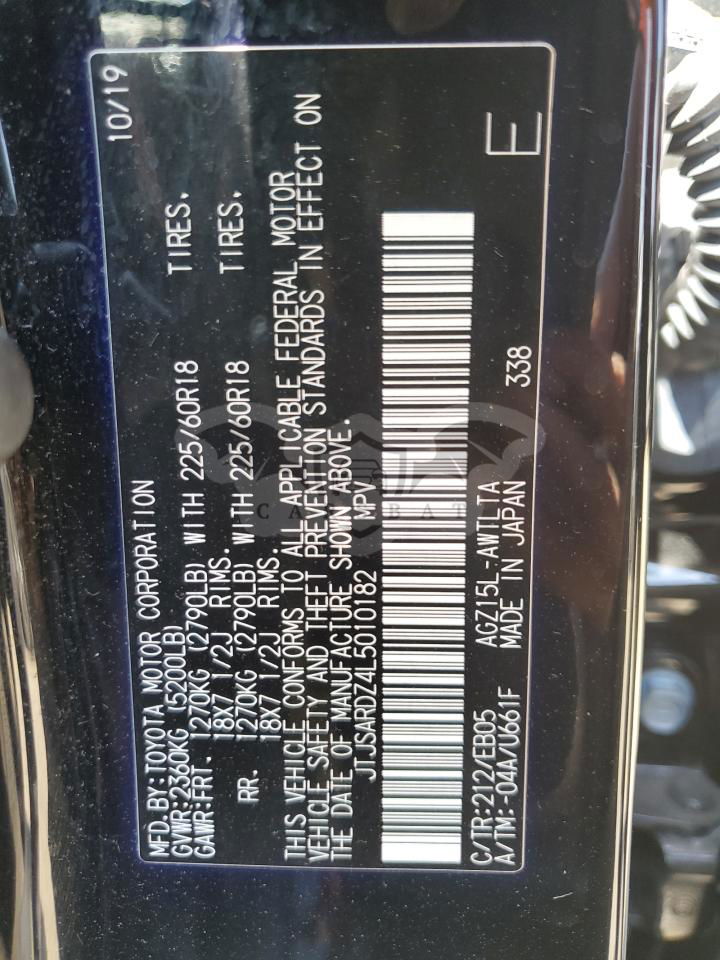 MFD.BY:TOYOTA MOTOR CORPORATION 10/19
GVWR:2360KG (5200LB)
GAWR:FRT. 1270KG (2790LB) WITH 225/60R18 TIRES.
18X7 1/2J RIMS.
RR. 1270KG (2790LB) WITH 225/60R18 TIRES.
18X7 1/2J RIMS.
THIS VEHICLE CONFORMS TO ALL APPLICABLE FEDERAL MOTOR
VEHICLE SAFETY AND THEFT PREVENTION STANDARDS IN EFFECT ON
THE DATE OF MANUFACTURE SHOWN ABOVE.
JTJSARDZ4L5010182 MPV
C/TR:212/EB05 AGZ15L-AWTLTA
A/TM:-04A/U661F MADE IN JAPAN 338
E